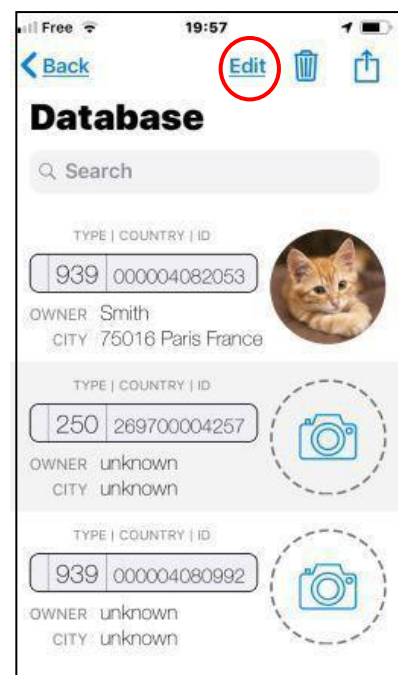 Free 19:57
Back Edit
Database
Search
TYPE | COUNTRY | ID
939 000004082053
OWNER Smith
CITY 75016 Paris France
TYPE | COUNTRY | ID
250 269700004257
OWNER unknown
CITY unknown
TYPE | COUNTRY | ID
939 000004080992
OWNER unknown
CITY unknown